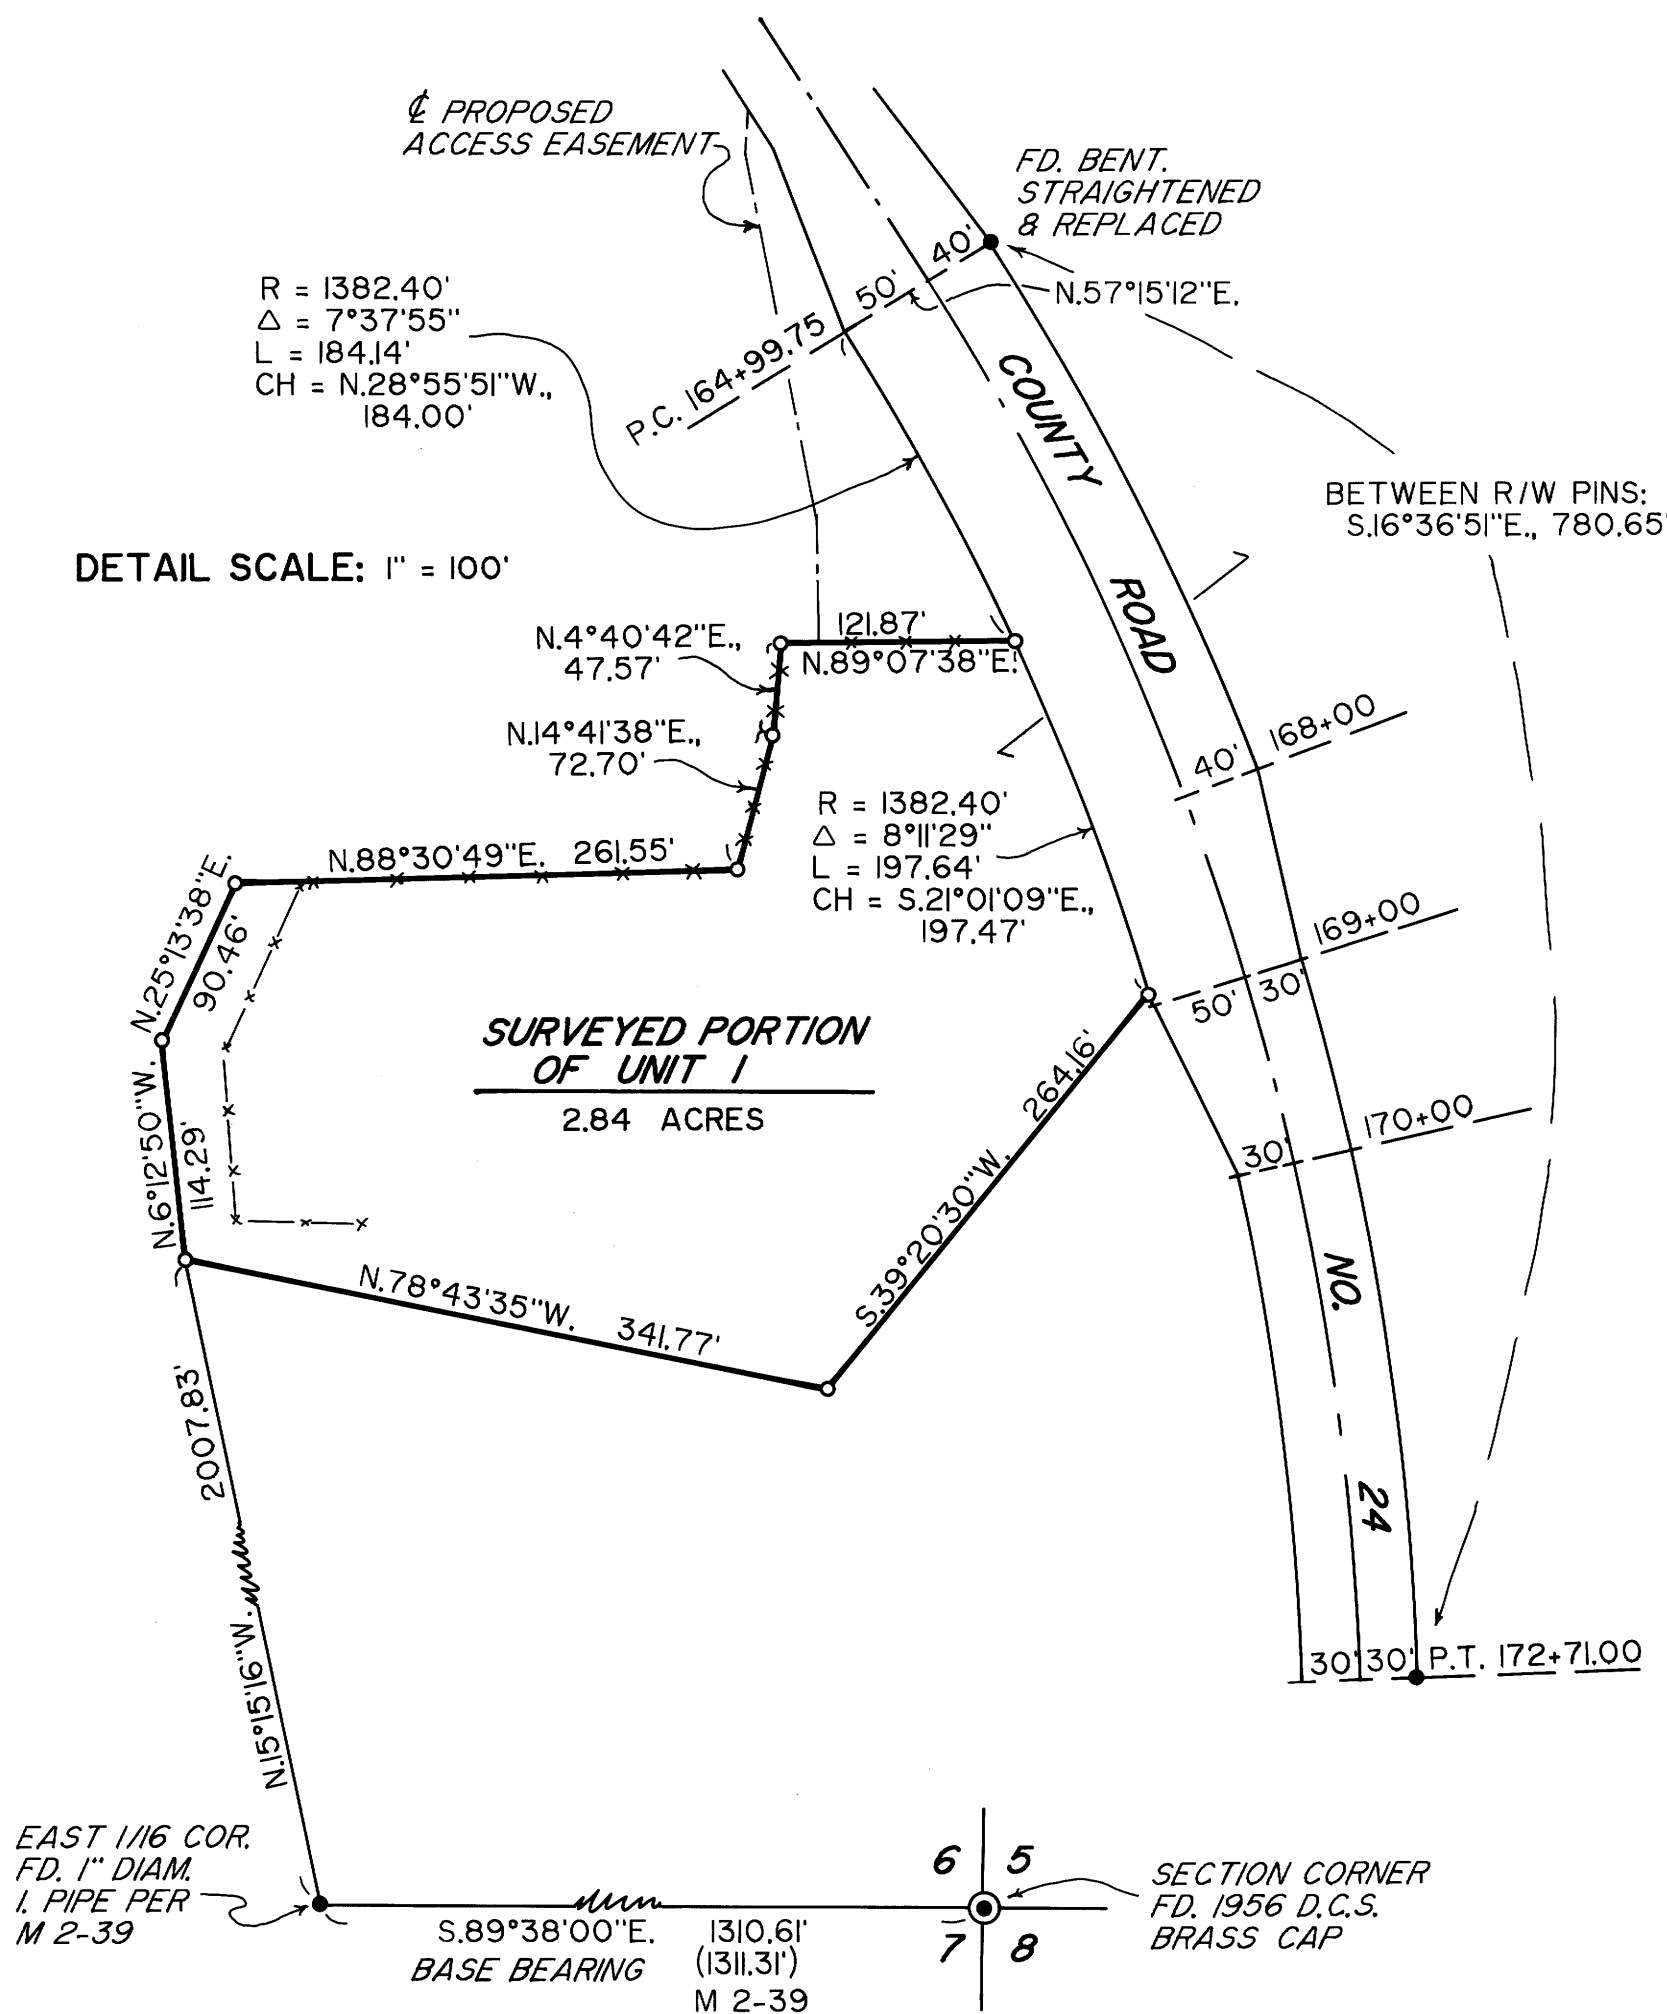 ℄ PROPOSED
ACCESS EASEMENT
FD. BENT.
STRAIGHTENED
& REPLACED
40'
50'
N.57°15'12"E.
R = 1382.40'
△ = 7°37'55"
L = 184.14'
CH = N.28°55'51"W.,
184.00'
P.C. 164+99.75
COUNTY
ROAD
NO.
24
BETWEEN R/W PINS:
S.16°36'51"E., 780.65'
DETAIL SCALE: 1" = 100'
N.4°40'42"E.,
47.57'
121.87'
N.89°07'38"E.
N.14°41'38"E.,
72.70'
40'
168+00
R = 1382.40'
△ = 8°11'29"
L = 197.64'
CH = S.21°01'09"E.,
197.47'
N.88°30'49"E. 261.55'
N.25°13'38"E.
90.46'
169+00
50'
30'
SURVEYED PORTION
OF UNIT 1
2.84 ACRES
264.16'
S.39°20'30"W.
N.6°12'50"W.
114.29'
170+00
30'
N.78°43'35"W. 341.77'
2007.83'
N.15°15'16"W.
30'
30'
P.T. 172+71.00
EAST 1/16 COR.
FD. 1" DIAM.
I. PIPE PER
M 2-39
6
5
7
8
SECTION CORNER
FD. 1956 D.C.S.
BRASS CAP
S.89°38'00"E. 1310.61'
BASE BEARING (1311.31')
M 2-39